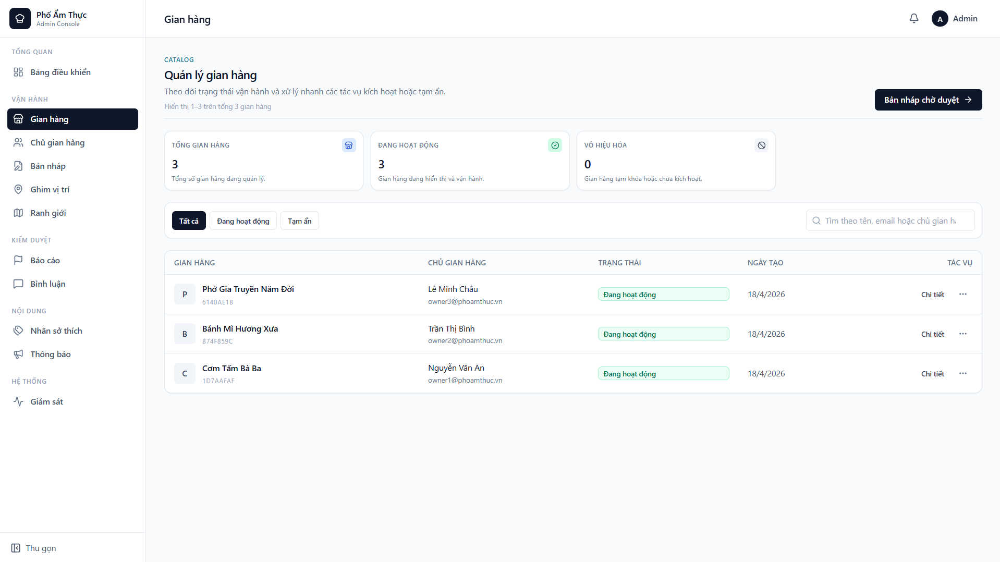 Phố Ẩm Thực
Admin Console
TỔNG QUAN
Bảng điều khiển
VẬN HÀNH
Gian hàng
Chủ gian hàng
Bản nháp
Ghim vị trí
Ranh giới
KIỂM DUYỆT
Báo cáo
Bình luận
NỘI DUNG
Nhãn sở thích
Thông báo
HỆ THỐNG
Giám sát
Thu gọn
Gian hàng
A Admin
CATALOG
Quản lý gian hàng
Theo dõi trạng thái vận hành và xử lý nhanh các tác vụ kích hoạt hoặc tạm ẩn.
Hiển thị 1–3 trên tổng 3 gian hàng
Bản nháp chờ duyệt
TỔNG GIAN HÀNG
3
Tổng số gian hàng đang quản lý.
ĐANG HOẠT ĐỘNG
3
Gian hàng đang hiển thị và vận hành.
VÔ HIỆU HÓA
0
Gian hàng tạm khóa hoặc chưa kích hoạt.
Tất cả Đang hoạt động Tạm ẩn
Tìm theo tên, email hoặc chủ gian
GIAN HÀNG CHỦ GIAN HÀNG TRẠNG THÁI NGÀY TẠO TÁC VỤ
P Phở Gia Truyền Năm Đời Lê Minh Châu Đang hoạt động 18/4/2026 Chi tiết
6140AE1B owner3@phoamthuc.vn
B Bánh Mì Hương Xưa Trần Thị Bình Đang hoạt động 18/4/2026 Chi tiết
B74F859C owner2@phoamthuc.vn
C Cơm Tấm Bà Ba Nguyễn Văn An Đang hoạt động 18/4/2026 Chi tiết
1D7AAFAF owner1@phoamthuc.vn